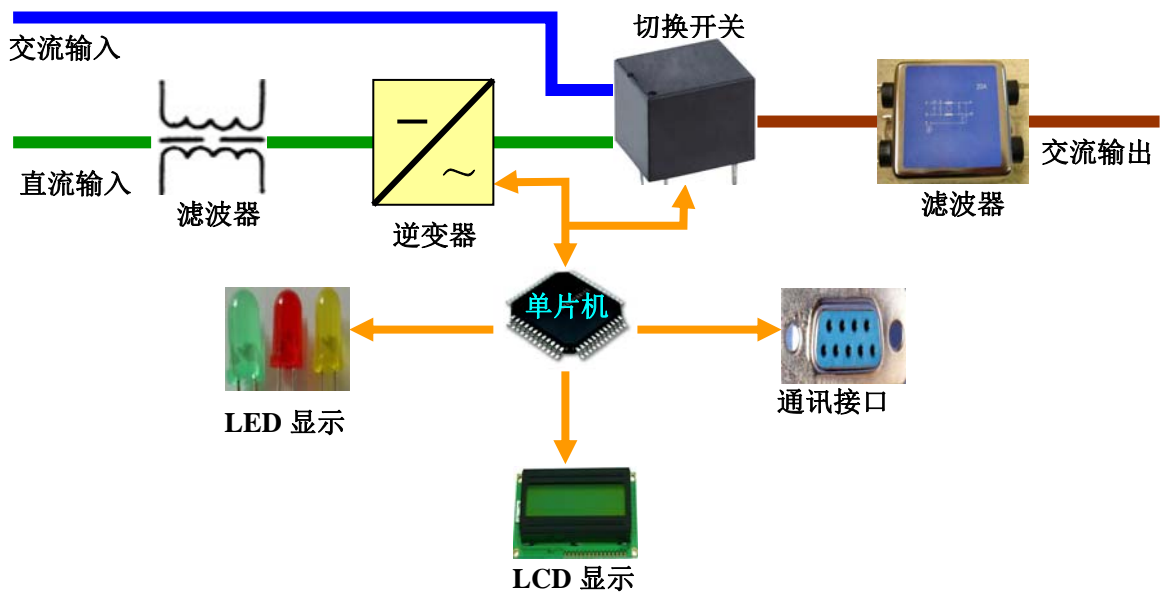 切换开关
交流输入
20A
直流输入
滤波器
逆变器
滤波器
交流输出
单片机
LED 显示
通讯接口
LCD 显示